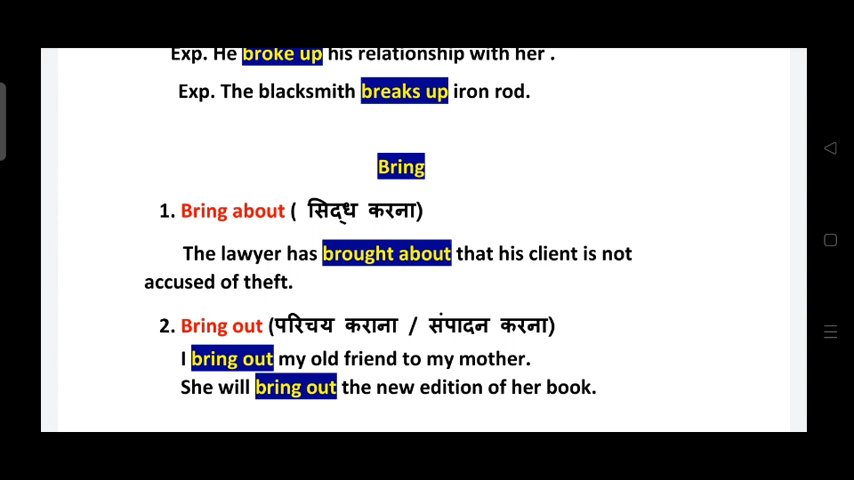 Exp. He broke up his relationship with her .
Exp. The blacksmith breaks up iron rod.
Bring
1. Bring about ( सिद्ध करना)
The lawyer has brought about that his client is not
accused of theft.
2. Bring out (परिचय कराना / संपादन करना)
I bring out my old friend to my mother.
She will bring out the new edition of her book.